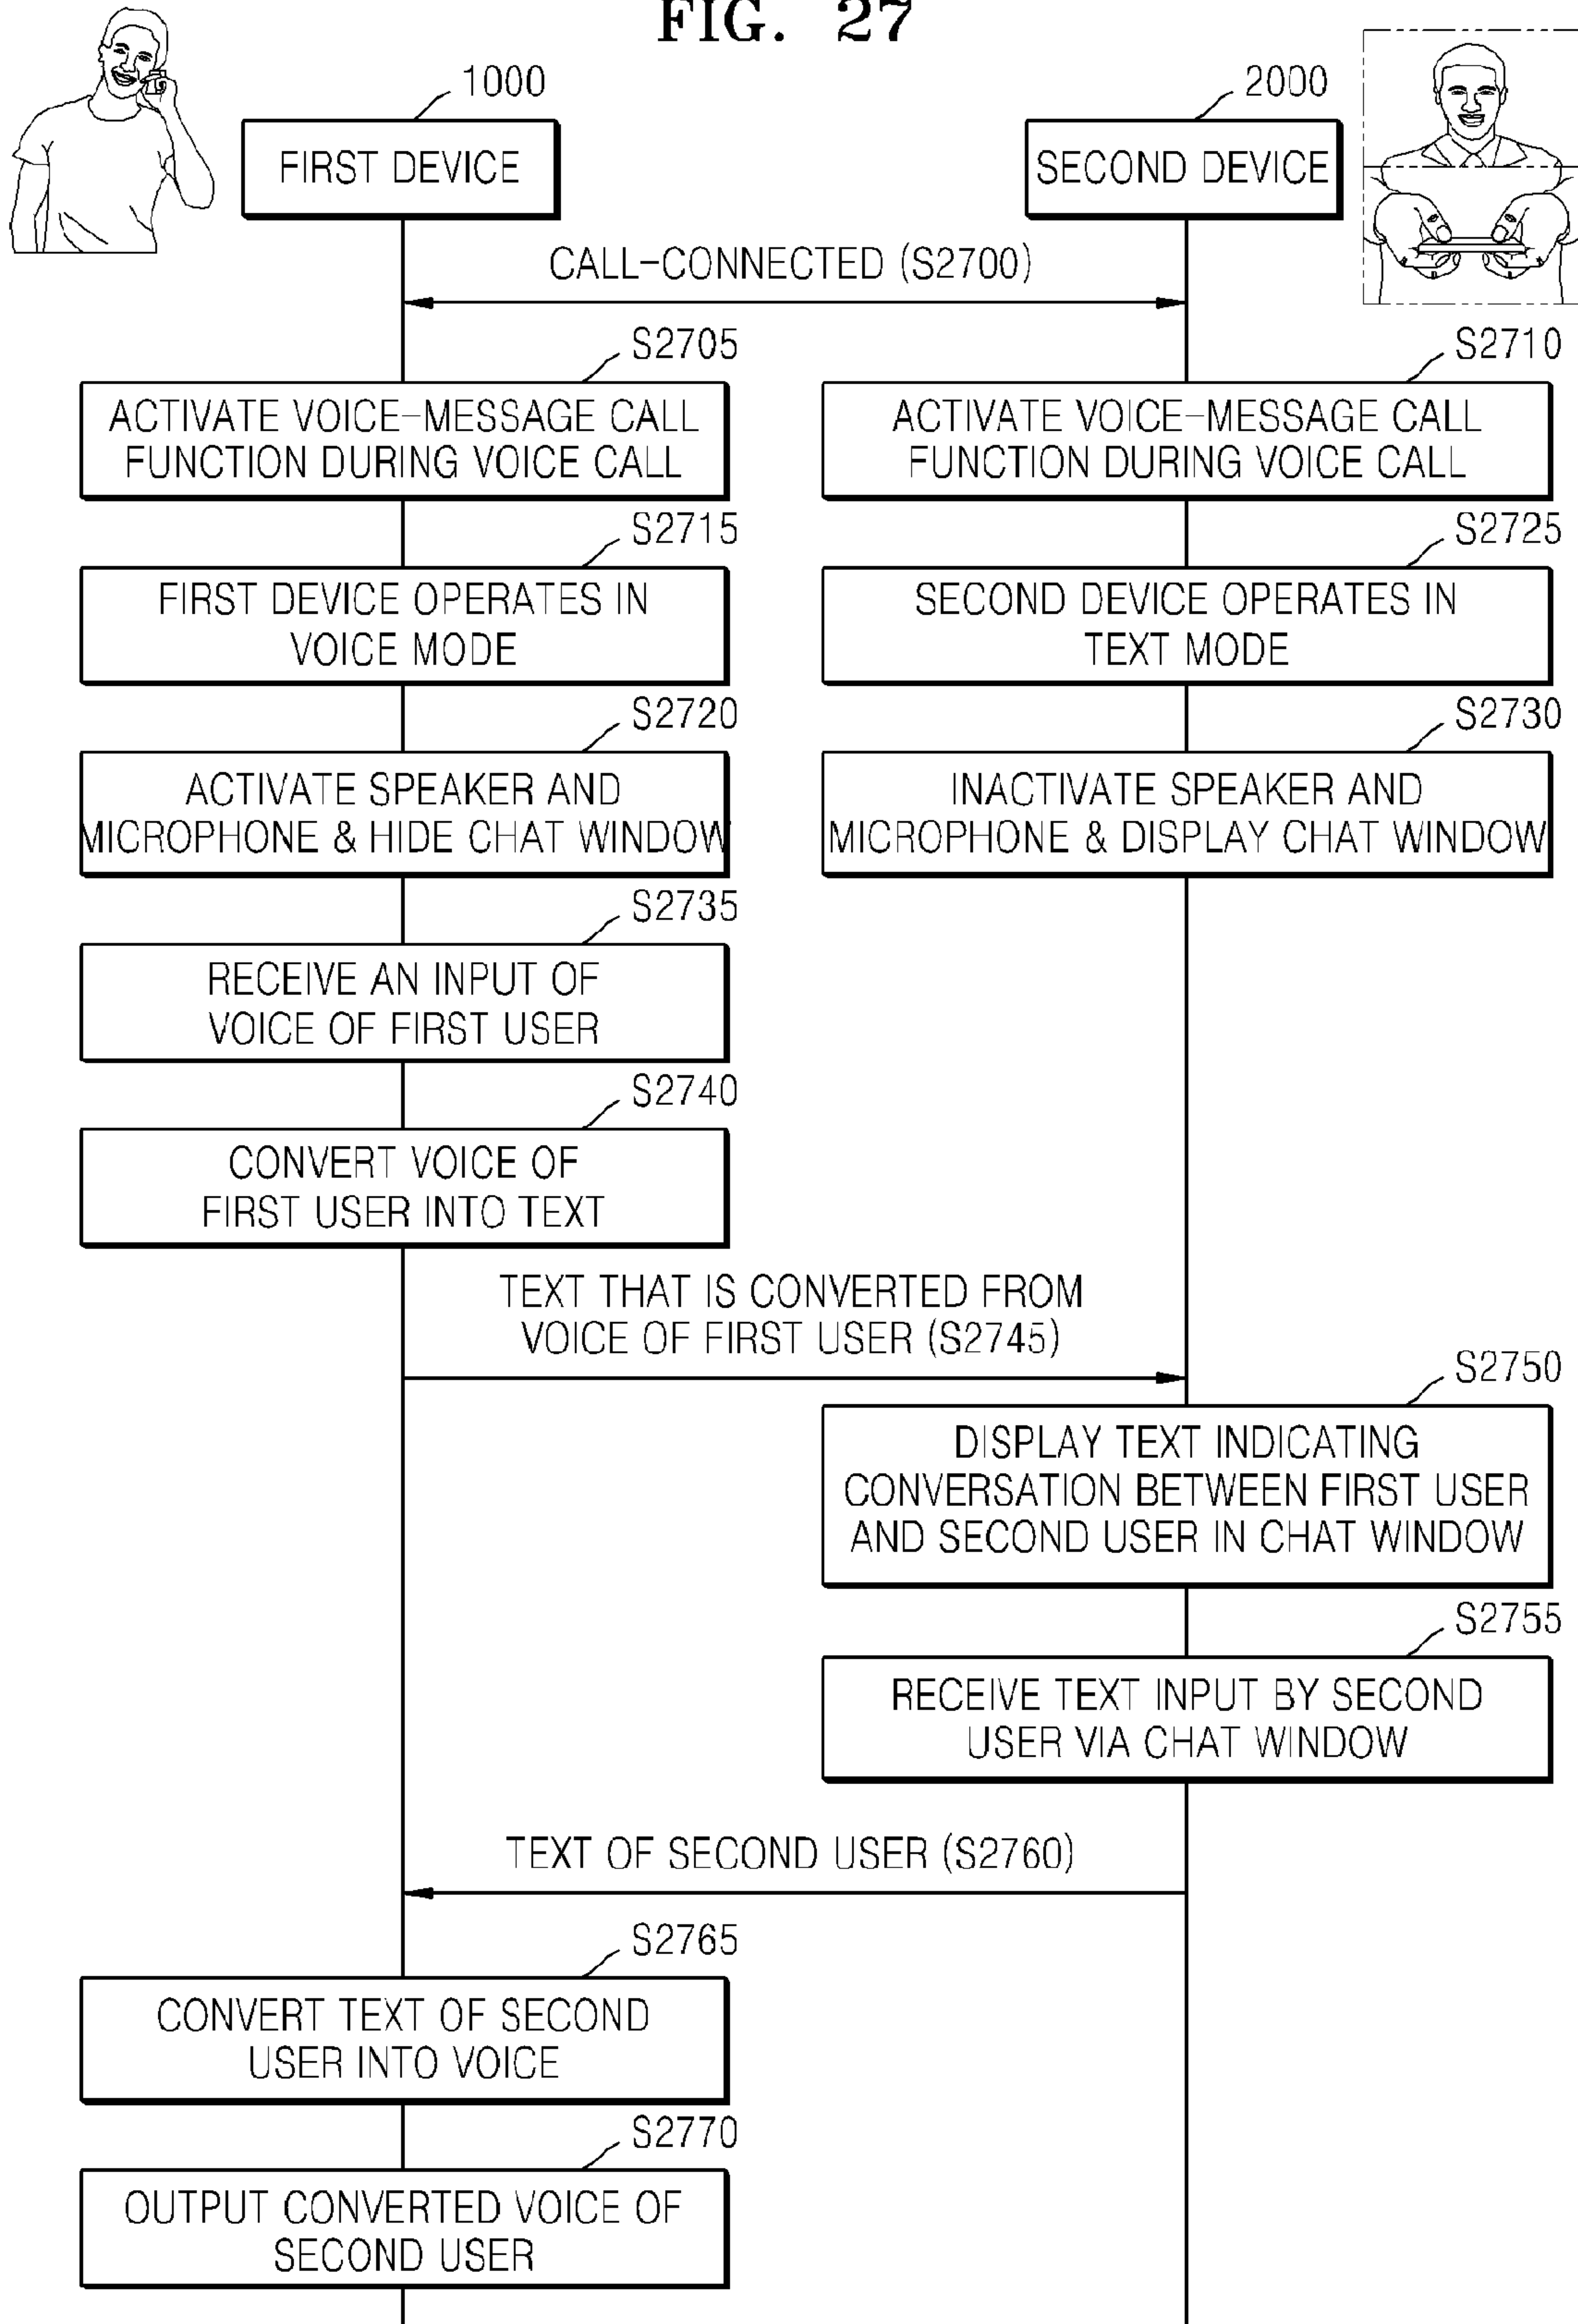 FIG. 27
1000
2000
FIRST DEVICE
SECOND DEVICE
CALL-CONNECTED (S2700)
S2705
S2710
ACTIVATE VOICE-MESSAGE CALL
FUNCTION DURING VOICE CALL
ACTIVATE VOICE-MESSAGE CALL
FUNCTION DURING VOICE CALL
S2715
S2725
FIRST DEVICE OPERATES IN
VOICE MODE
SECOND DEVICE OPERATES IN
TEXT MODE
S2720
S2730
ACTIVATE SPEAKER AND
MICROPHONE & HIDE CHAT WINDOW
INACTIVATE SPEAKER AND
MICROPHONE & DISPLAY CHAT WINDOW
S2735
RECEIVE AN INPUT OF
VOICE OF FIRST USER
S2740
CONVERT VOICE OF
FIRST USER INTO TEXT
TEXT THAT IS CONVERTED FROM
VOICE OF FIRST USER (S2745)
S2750
DISPLAY TEXT INDICATING
CONVERSATION BETWEEN FIRST USER
AND SECOND USER IN CHAT WINDOW
S2755
RECEIVE TEXT INPUT BY SECOND
USER VIA CHAT WINDOW
TEXT OF SECOND USER (S2760)
S2765
CONVERT TEXT OF SECOND
USER INTO VOICE
S2770
OUTPUT CONVERTED VOICE OF
SECOND USER